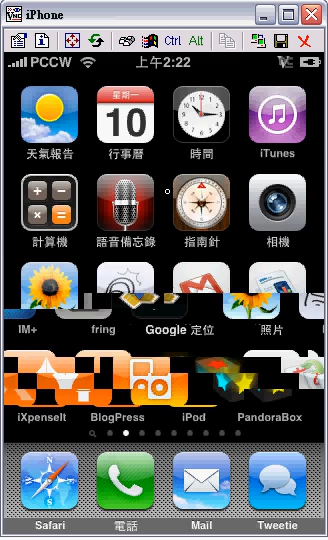 iPhone
Ctrl Alt
PCCW 上午2:22
星期一
10
天氣報告 行事曆 時間 iTunes
計算機 語音備忘錄 指南針 相機
IM+ fring Google 定位 照片
iXpenseIt BlogPress iPod PandoraBox
Safari 電話 Mail Tweetie